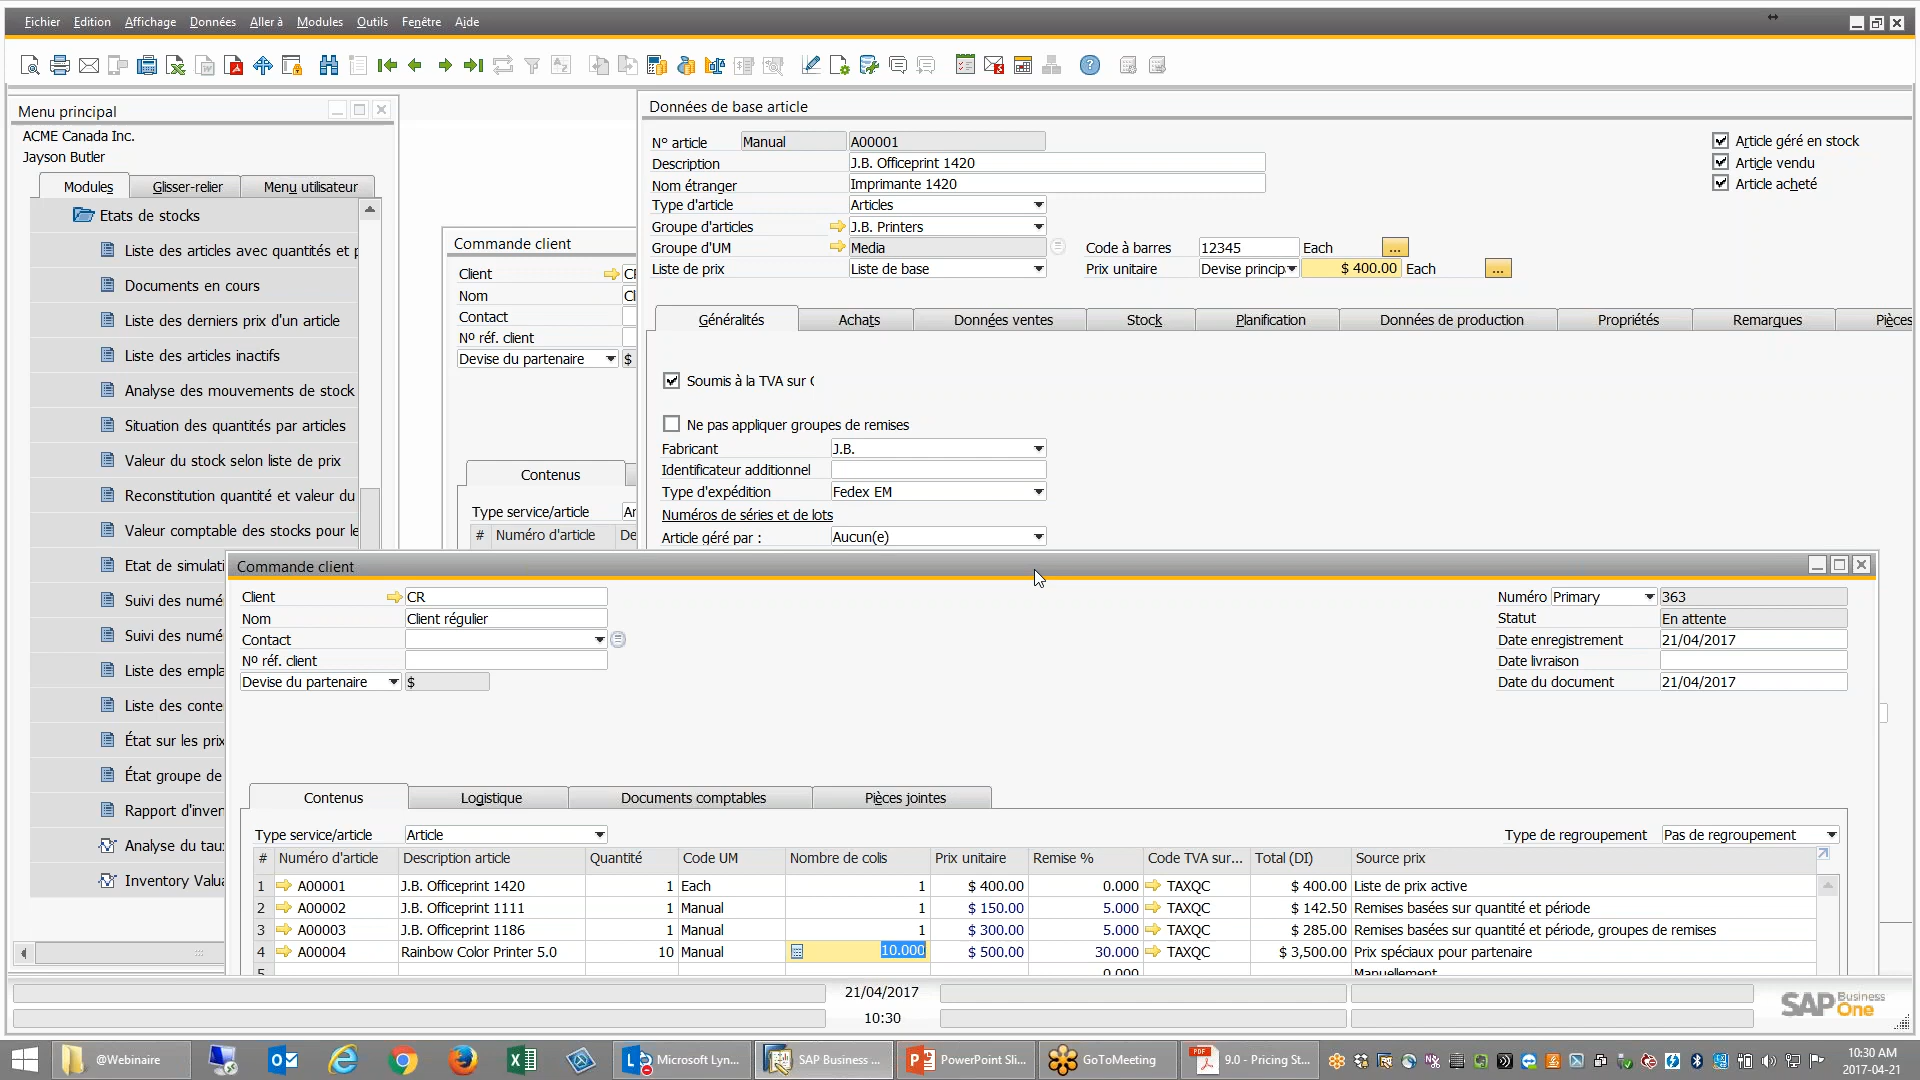 Fichier Edition Affichage Données Aller à Modules Outils Fenêtre Aide
Menu principal
ACME Canada Inc.
Jayson Butler
Modules Glisser-relier Menu utilisateur
Etats de stocks
Liste des articles avec quantités et p
Documents en cours
Liste des derniers prix d'un article
Liste des articles inactifs
Analyse des mouvements de stock
Situation des quantités par articles
Valeur du stock selon liste de prix
Reconstitution quantité et valeur du
Valeur comptable des stocks pour le
Etat de simulati
Suivi des numé
Suivi des numé
Liste des empla
Liste des conte
État sur les prix
État groupe de
Rapport d'inven
Analyse du tau
Inventory Valua
Commande client
Client
Nom
Contact
Nº réf. client
Devise du partenaire $
Contenus
Type service/article
# Numéro d'article De
Données de base article
N° article Manual A00001
Description J.B. Officeprint 1420
Nom étranger Imprimante 1420
Type d'article Articles
Groupe d'articles J.B. Printers
Groupe d'UM Media Code à barres 12345 Each ...
Liste de prix Liste de base Prix unitaire Devise princip $ 400.00 Each ...
Article géré en stock
Article vendu
Article acheté
Généralités Achats Données ventes Stock Planification Données de production Propriétés Remarques Pièces
Soumis à la TVA sur
Ne pas appliquer groupes de remises
Fabricant J.B.
Identificateur additionnel
Type d'expédition Fedex EM
Numéros de séries et de lots
Article géré par : Aucun(e)
Commande client
Client CR
Nom Client régulier
Contact
Nº réf. client
Devise du partenaire $
Numéro Primary 363
Statut En attente
Date enregistrement 21/04/2017
Date livraison
Date du document 21/04/2017
Contenus Logistique Documents comptables Pièces jointes
Type service/article Article Type de regroupement Pas de regroupement
# Numéro d'article Description article Quantité Code UM Nombre de colis Prix unitaire Remise % Code TVA sur... Total (DI) Source prix
1 A00001 J.B. Officeprint 1420 1 Each 1 $ 400.00 0.000 TAXQC $ 400.00 Liste de prix active
2 A00002 J.B. Officeprint 1111 1 Manual 1 $ 150.00 5.000 TAXQC $ 142.50 Remises basées sur quantité et période
3 A00003 J.B. Officeprint 1186 1 Manual 1 $ 300.00 5.000 TAXQC $ 285.00 Remises basées sur quantité et période, groupes de remises
4 A00004 Rainbow Color Printer 5.0 10 Manual 10.000 $ 500.00 30.000 TAXQC $ 3,500.00 Prix spéciaux pour partenaire
5 0.000 Manuellement
21/04/2017
10:30
SAP Business One
@Webinaire Microsoft Lyn... SAP Business ... PowerPoint Sli... GoToMeeting 9.0 - Pricing St...
10:30 AM
2017-04-21